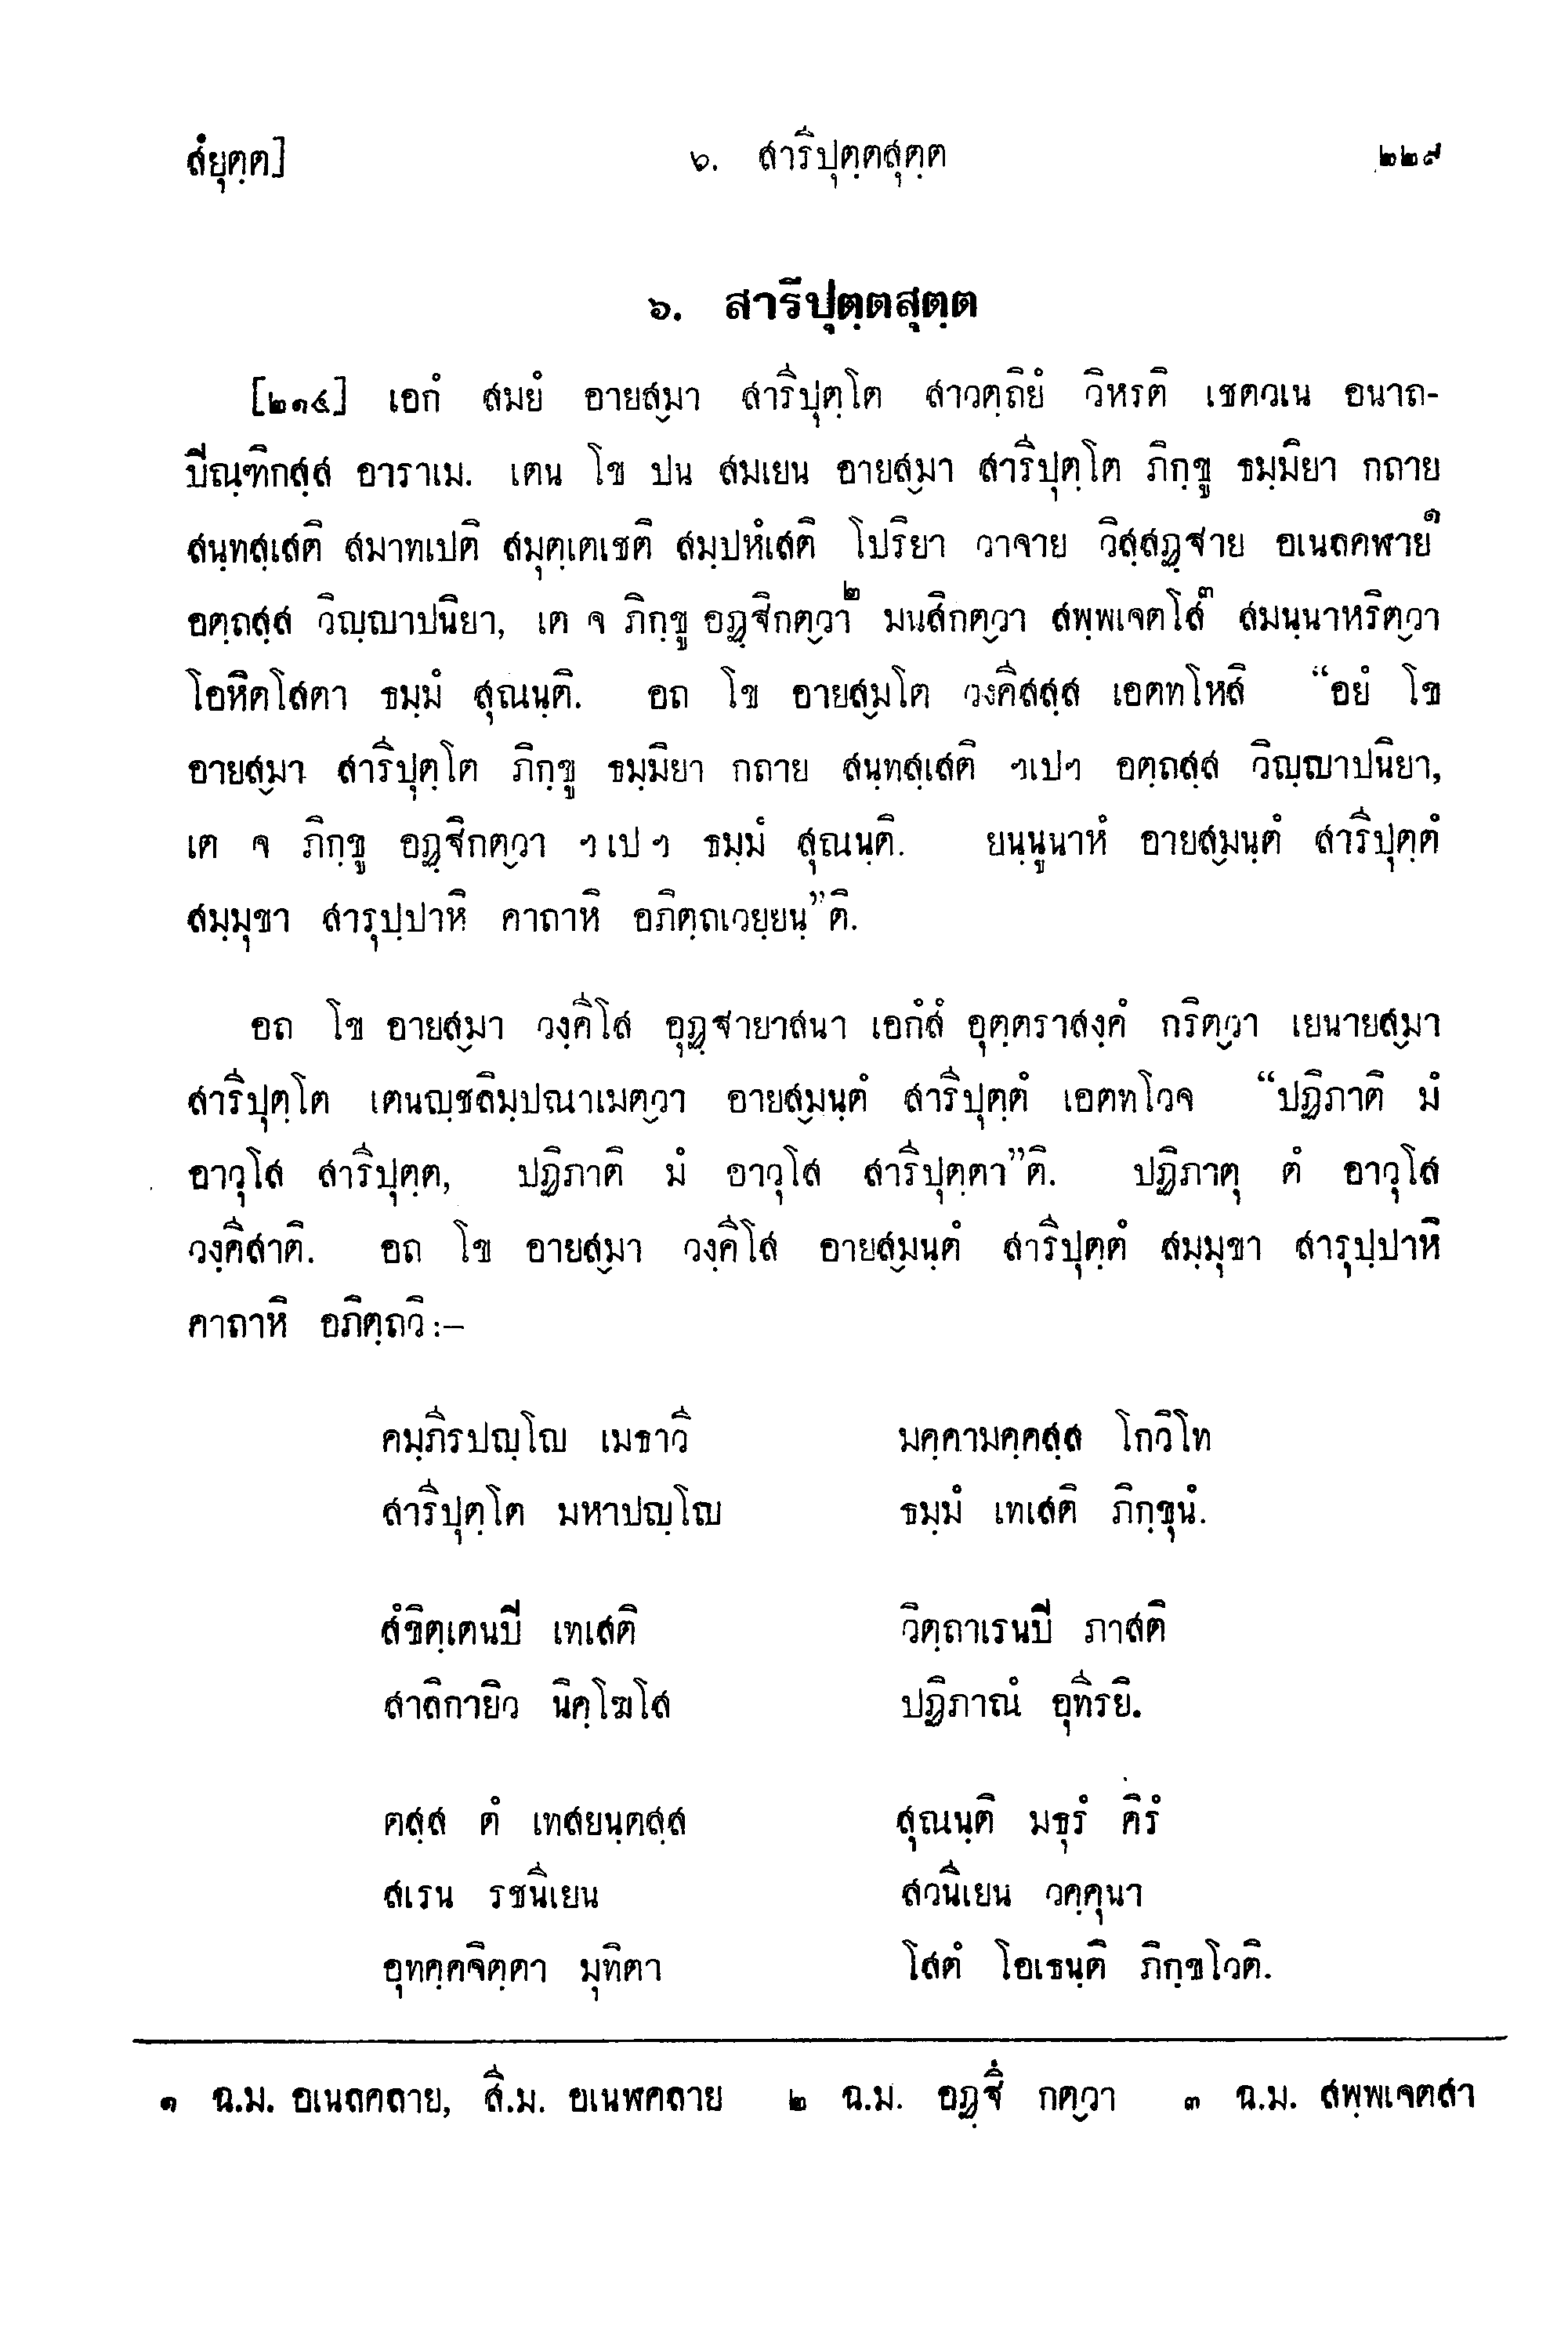 สํยุตฺต]	๖. สารีปุตฺตสุตฺต	๒๒๙
๖. สารีปุตฺตสุตฺต
[๒๑๔] เอกํ สมยํ อายสฺมา สารีปุตฺโต สาวตฺถิยํ วิหรติ เชตวเน อนาถ-
ปิณฺฑิกสฺส อาราเม. เตน โข ปน สมเยน อายสฺมา สารีปุตฺโต ภิกฺขู ธมฺมิยา กถาย
สนฺทสฺเสติ สมาทเปติ สมุตฺเตเชติ สมฺปหํเสติ โปริยา วาจาย วิสฺสฏฺฐาย อเนลคฬาย๑
อตฺถสฺส วิญฺญาปนิยา, เต จ ภิกฺขู อฏฺฐิกตฺวา๒ มนสิกตฺวา สพฺพเจตโส๓ สมนฺนาหริตฺวา
โอหิตโสตา ธมฺมํ สุณนฺติ. อถ โข อายสฺมโต วงคีสสฺส เอตทโหสิ “อยํ โข
อายสฺมา สารีปุตฺโต ภิกฺขู ธมฺมิยา กถาย สนฺทสฺเสติ ฯเปฯ อตฺถสฺส วิญฺญาปนิยา,
เต จ ภิกฺขู อฏฺฐิกตฺวา ฯเปฯ ธมฺมํ สุณนฺติ. ยนฺนูนาหํ อายสฺมนฺตํ สารีปุตฺตํ
สมฺมุขา สารุปฺปาหิ คาถาหิ อภิตฺถเวยฺยนฺ”ติ.
อถ โข อายสฺมา วงฺคีโส อุฏฺฐายาสนา เอกํสํ อุตฺตราสงฺคํ กริตฺวา เยนายสฺมา
สารีปุตฺโต เตนญฺชลิมฺปณาเมตฺวา อายสฺมนฺตํ สารีปุตฺตํ เอตทโวจ “ปฏิภาติ มํ
อาวุโส สารีปุตฺต, ปฏิภาติ มํ อาวุโส สารีปุตฺตา”ติ. ปฏิภาตุ ตํ อาวุโส
วงฺคีสาติ. อถ โข อายสฺมา วงฺคีโส อายสฺมนฺตํ สารีปุตฺตํ สมฺมุขา สารุปฺปาหิ
คาถาหิ อภิตฺถวิ :–
คมฺภีรปญฺโญ เมธาวี	มคฺคามคฺคสฺส โกวิโท
สารีปุตฺโต มหาปญฺโญ	ธมฺมํ เทเสติ ภิกฺขุนํ.
สํขิตฺเตนปิ เทเสติ	วิตฺถาเรนปิ ภาสติ
สาลิกายิว นิคฺโฆโส	ปฏิภาณํ อุทีรยิ.
ตสฺส ตํ เทสยนฺตสฺส	สุณนฺติ มธุรํ คิรํ
สเรน รชนีเยน	สวนีเยน วคฺคุนา
อุทคฺคจิตฺตา มุทิตา	โสตํ โอเธนฺติ ภิกฺขโวติ.
๑ ฉ.ม. อเนลคลาย, สี.ม. อเนฬคลาย ๒ ฉ.ม. อฏฺฐึ กตฺวา ๓ ฉ.ม. สพฺพเจตสา